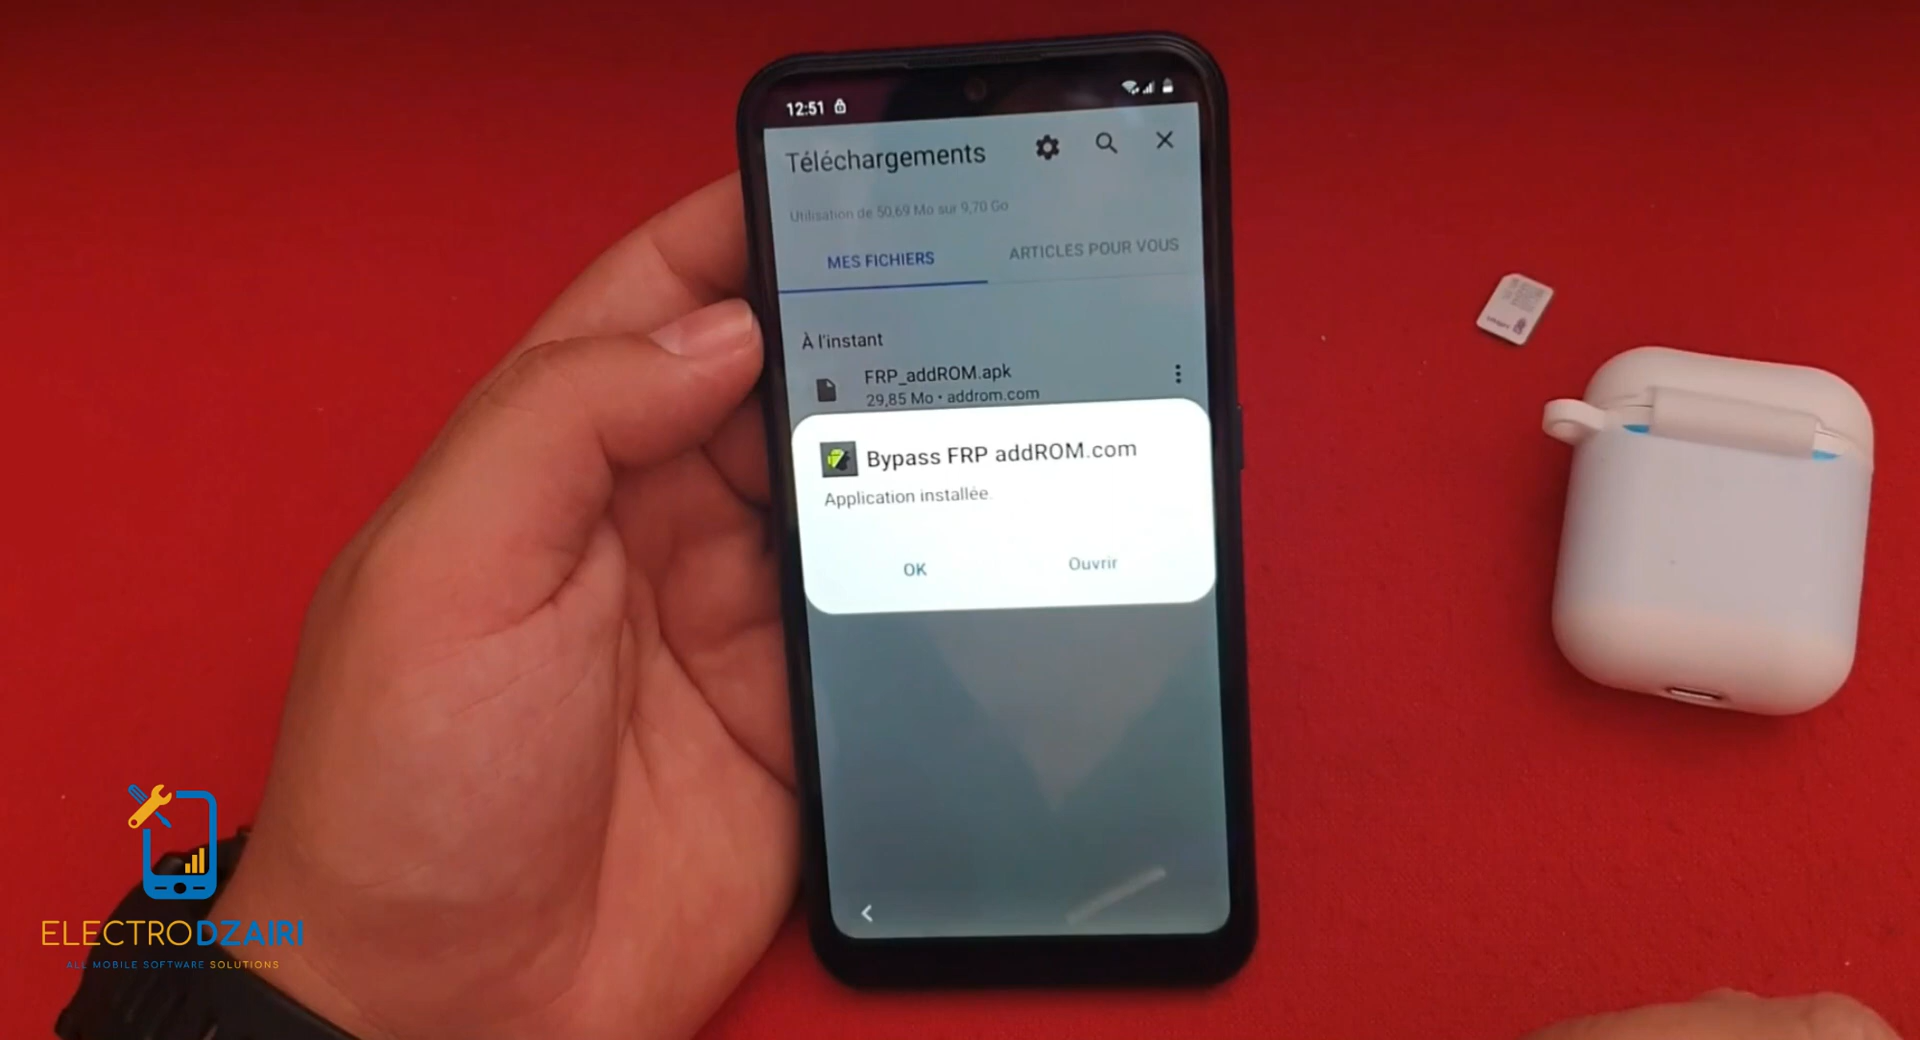 12:51
Téléchargements
Utilisation de 50,69 Mo sur 9,70 Go
MES FICHIERS
ARTICLES POUR VOUS
À l'instant
FRP_addROM.apk
29,85 Mo • addrom.com
Bypass FRP addROM.com
Application installée.
OK
Ouvrir
ELECTRODZAIRI
ALL MOBILE SOFTWARE SOLUTIONS